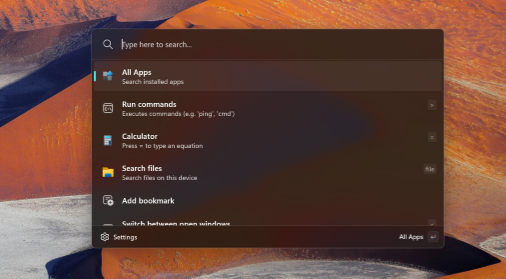 Type here to search...
All Apps
Search installed apps
Run commands
Executes commands (e.g. 'ping', 'cmd')
>
Calculator
Press = to type an equation
=
Search files
Search files on this device
file
Add bookmark
Switch between open windows
Settings
All Apps